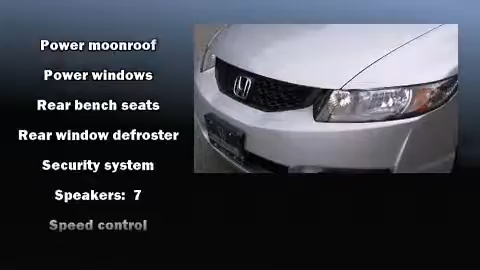 Power moonroof
Power windows
Rear bench seats
Rear window defroster
Security system
Speakers: 7
Speed control